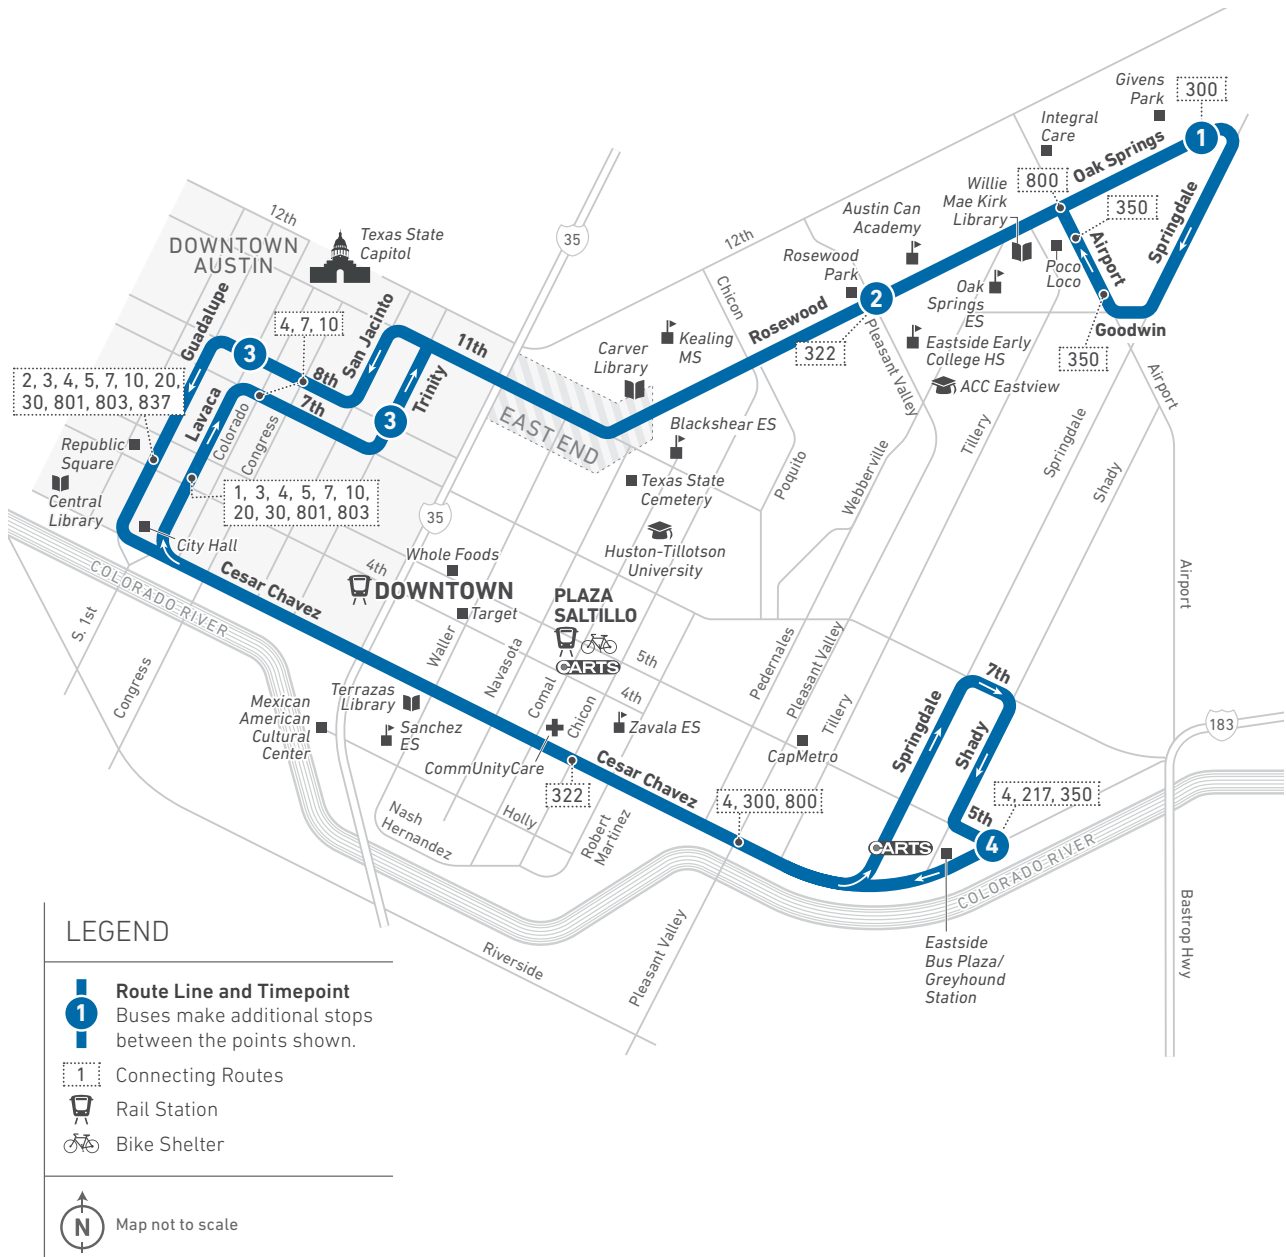 Givens
Park
300
Integral
Care
1
Oak Springs
800
Willie
Mae Kirk
Library
350
Springdale
Airport
Austin Can
Academy
12th
35
12th
Texas State
Capitol
DOWNTOWN
AUSTIN
Rosewood
Park
2
Poco
Loco
Oak
Springs
ES
Goodwin
Chicon
Rosewood
322
Pleasant Valley
Eastside Early
College HS
350
ACC Eastview
Airport
Guadalupe
San Jacinto
4, 7, 10
3
8th
7th
11th
Kealing
MS
Carver
Library
2, 3, 4, 5, 7, 10, 20,
30, 801, 803, 837
Lavaca
Colorado
Congress
3
Trinity
EAST END
Blackshear ES
Tillery
Springdale
Shady
Webberville
Poquito
Republic
Square
Central
Library
1, 3, 4, 5, 7, 10,
20, 30, 801, 803
Texas State
Cemetery
35
City Hall
Huston-Tillotson
University
4th
Whole Foods
DOWNTOWN
Target
COLORADO RIVER
Cesar Chavez
PLAZA
SALTILLO
CARTS
Airport
S. 1st
Congress
Waller
Navasota
Comal
Chicon
5th
4th
Pedernales
Pleasant Valley
Tillery
7th
Springdale
Shady
183
Mexican
American
Cultural
Center
Terrazas
Library
Sanchez
ES
Zavala ES
CommUnityCare
CapMetro
322
Cesar Chavez
4, 300, 800
4, 217, 350
5th
4
CARTS
COLORADO RIVER
Nash
Hernandez
Holly
Robert
Martinez
Riverside
Pleasant Valley
Eastside
Bus Plaza/
Greyhound
Station
Bastrop Hwy
LEGEND
1
Route Line and Timepoint
Buses make additional stops
between the points shown.
1
Connecting Routes
Rail Station
Bike Shelter
N
Map not to scale